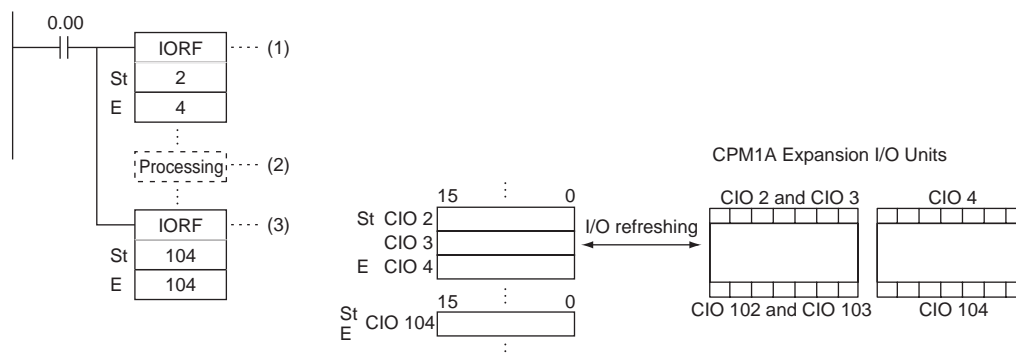 0.00
IORF (1)
St 2
E 4
Processing (2)
IORF (3)
St 104
E 104
15 0
St CIO 2
CIO 3
E CIO 4
15 0
St
E CIO 104
I/O refreshing
CPM1A Expansion I/O Units
CIO 2 and CIO 3 CIO 4
CIO 102 and CIO 103 CIO 104